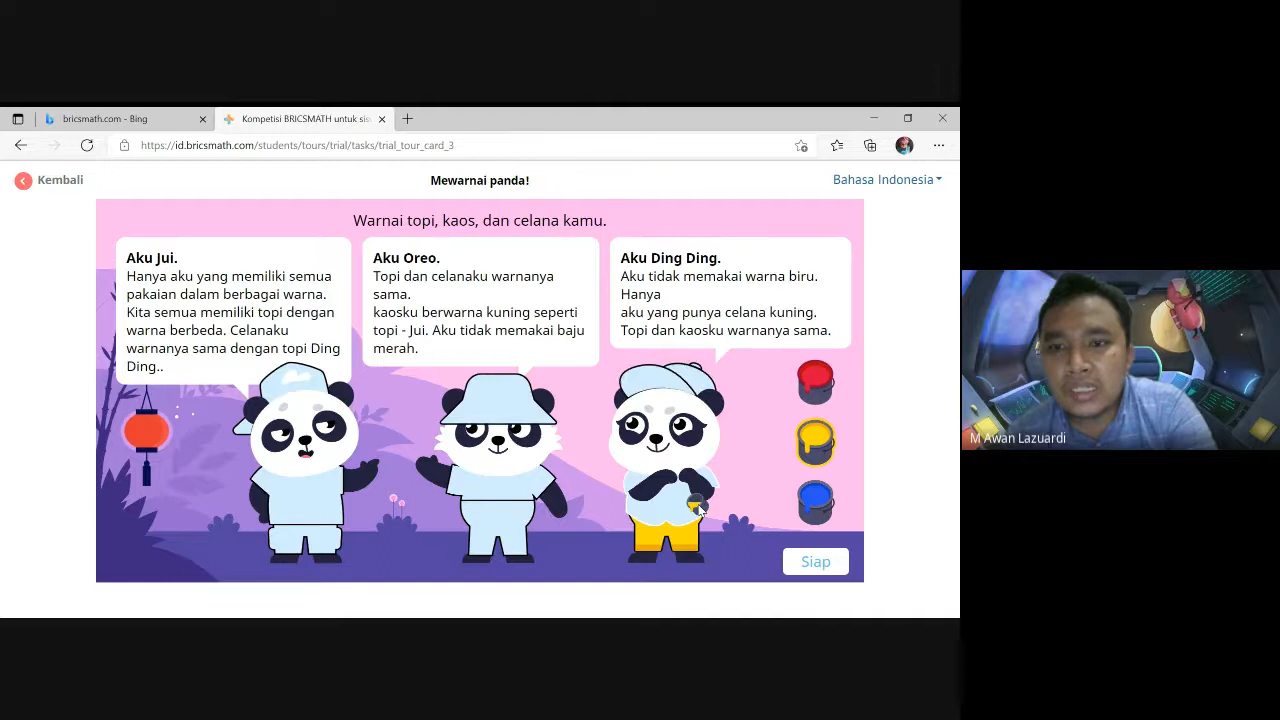 bricsmath.com - Bing
Kompetisi BRICSMATH untuk sis
https://id.bricsmath.com/students/tours/trial/tasks/trial_tour_card_3
Kembali
Mewarnai panda!
Bahasa Indonesia
Warnai topi, kaos, dan celana kamu.
Aku Jui.
Hanya aku yang memiliki semua
pakaian dalam berbagai warna.
Kita semua memiliki topi dengan
warna berbeda. Celanaku
warnanya sama dengan topi Ding
Ding..
Aku Oreo.
Topi dan celanaku warnanya
sama.
kaosku berwarna kuning seperti
topi - Jui. Aku tidak memakai baju
merah.
Aku Ding Ding.
Aku tidak memakai warna biru.
Hanya
aku yang punya celana kuning.
Topi dan kaosku warnanya sama.
Siap
M Awan Lazuardi